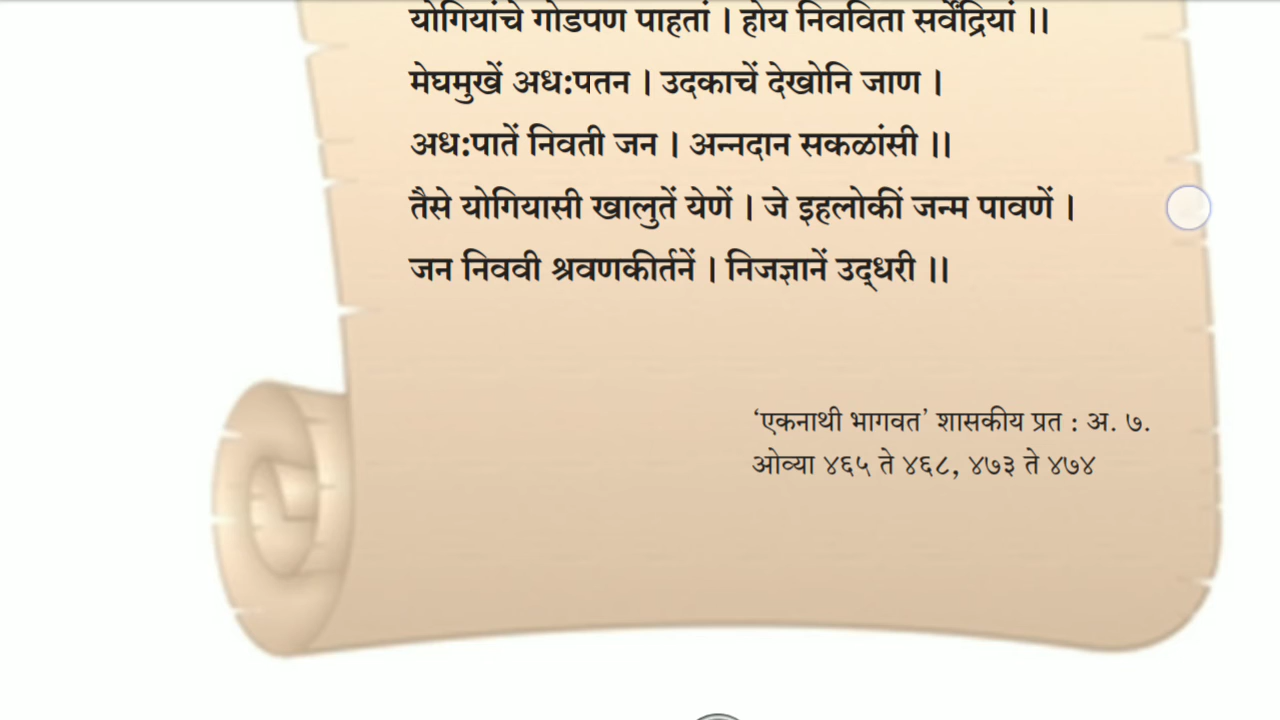 योगियांचे गोडपण पाहतां । होय निवविता सर्वेंद्रियां ।।
मेघमुखें अध:पतन । उदकाचें देखोनि जाण ।
अध:पातें निवती जन । अन्नदान सकळांसी ।।
तैसे योगियासी खालुतें येणें । जे इहलोकीं जन्म पावणें ।
जन निववी श्रवणकीर्तनें । निजज्ञानें उद्‌धरी ।।
‘एकनाथी भागवत’ शासकीय प्रत : अ. ७.
ओव्या ४६५ ते ४६८, ४७३ ते ४७४